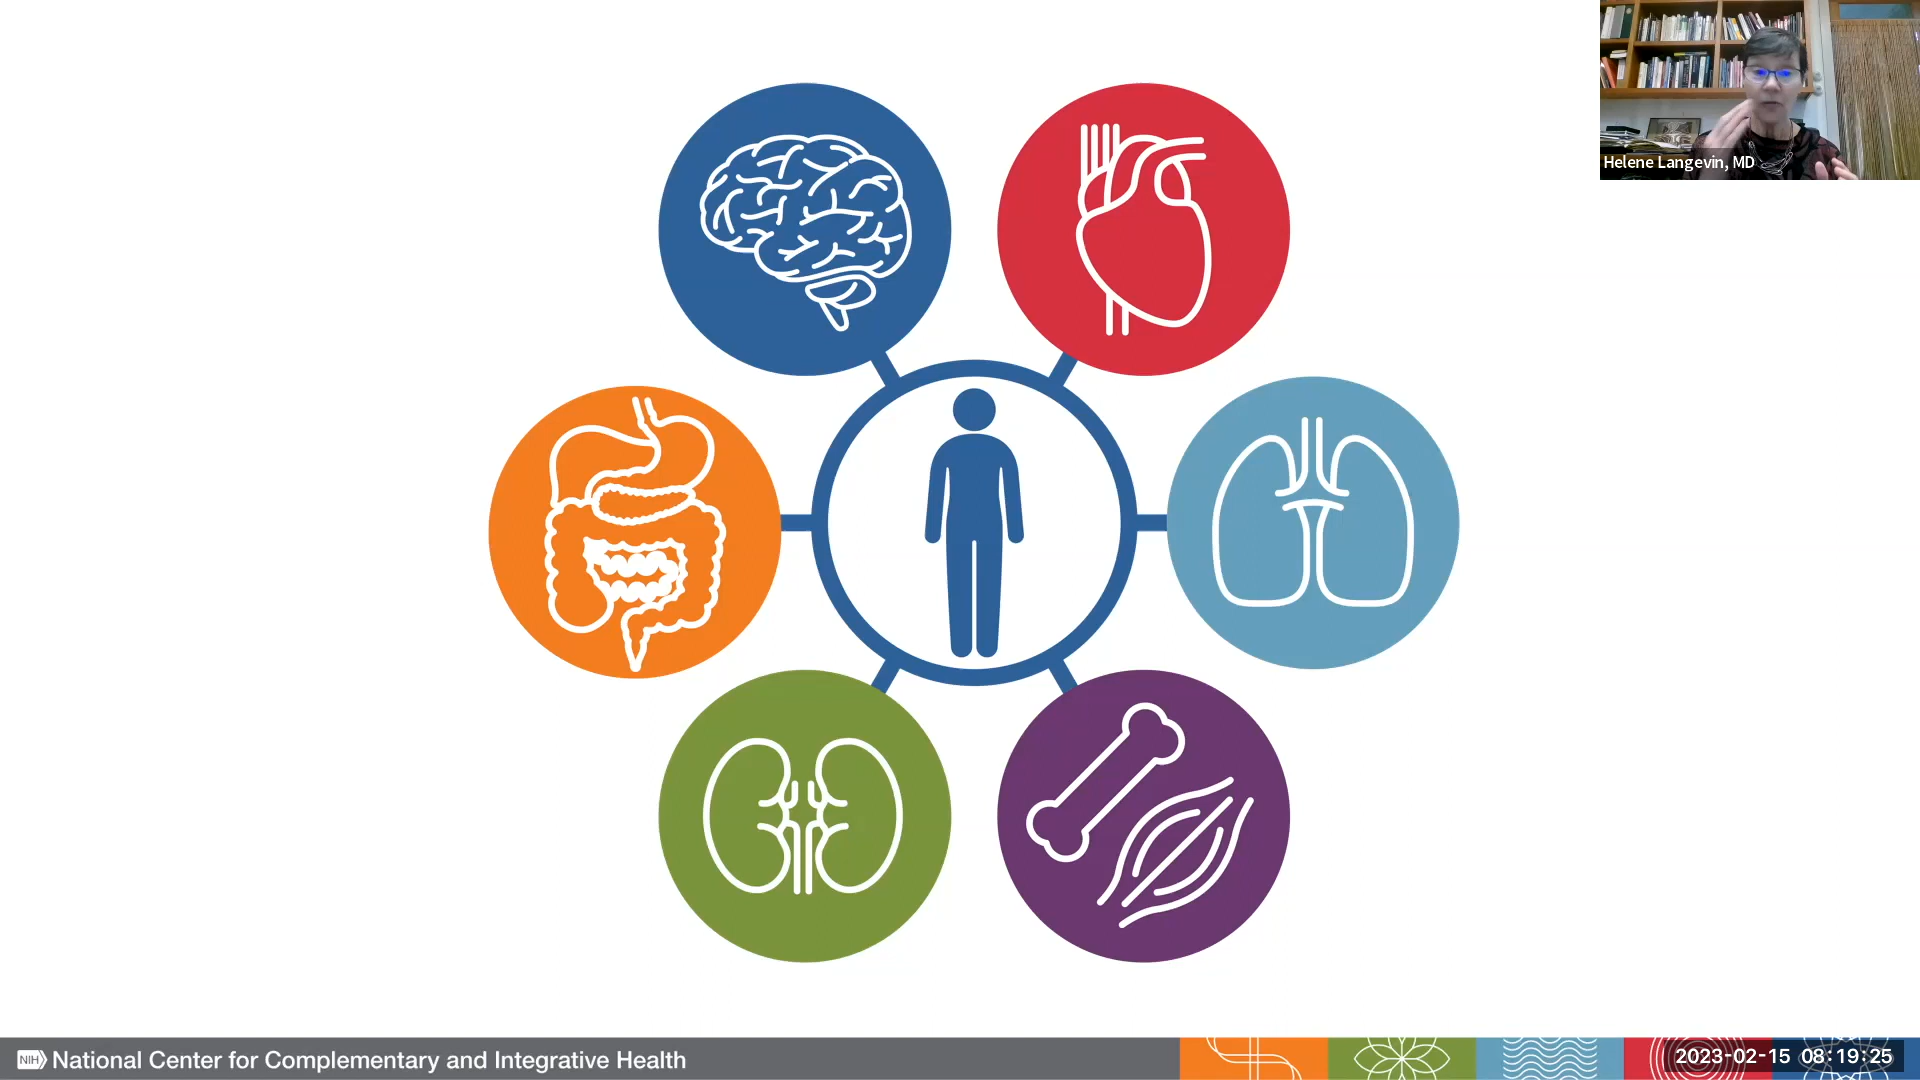 Helene Langevin, MD
NIH National Center for Complementary and Integrative Health
2023-02-15 08:19:25